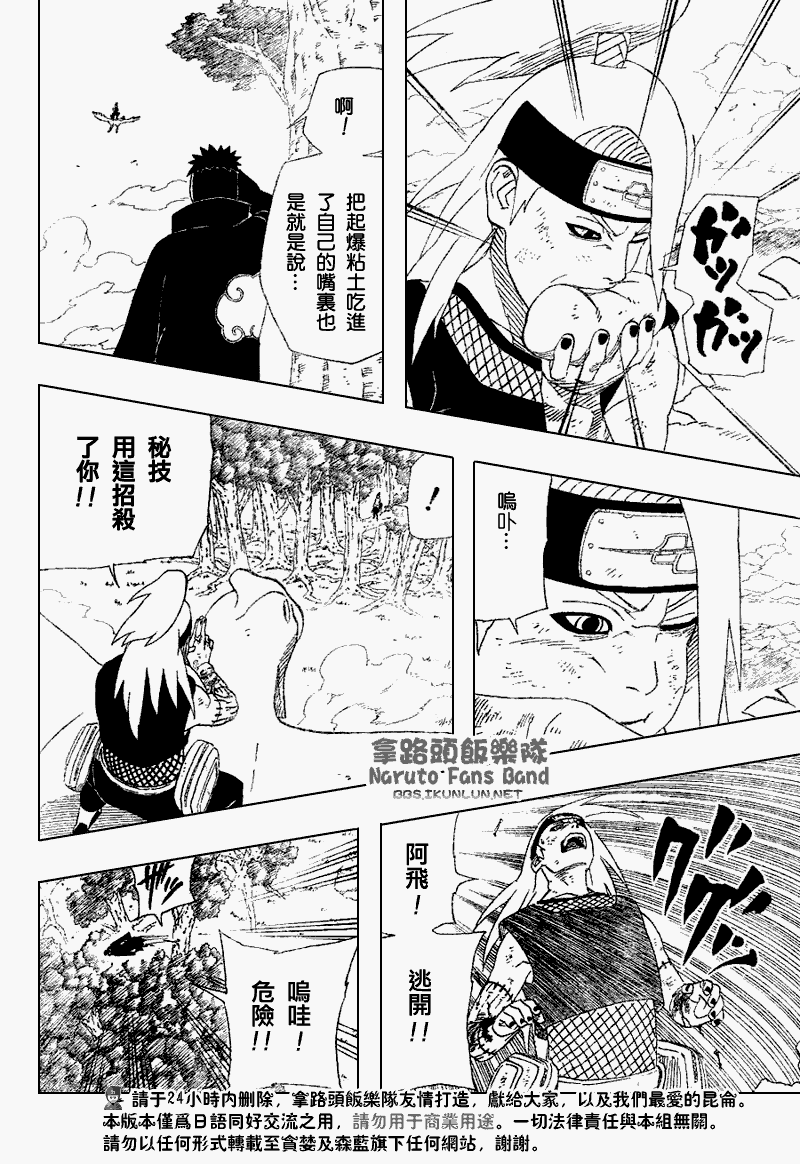 ガツ
ガツ
啊！
把起爆粘土吃進
了自己的嘴裏也
是就是說…
嗚卟…
！
秘技
用這招殺
了你！！
拿路頭飯樂隊
Naruto Fans Band
BBS.IKUNLUN.NET
ググッ
阿飛！
逃開！！
嗚哇！
危險！！
請于24小時内删除，拿路頭飯樂隊友情打造，獻給大家，以及我們最愛的昆侖。
本版本僅爲日語同好交流之用，請勿用于商業用途。一切法律責任與本組無關。
請勿以任何形式轉載至貪婪及森藍旗下任何網站，謝謝。